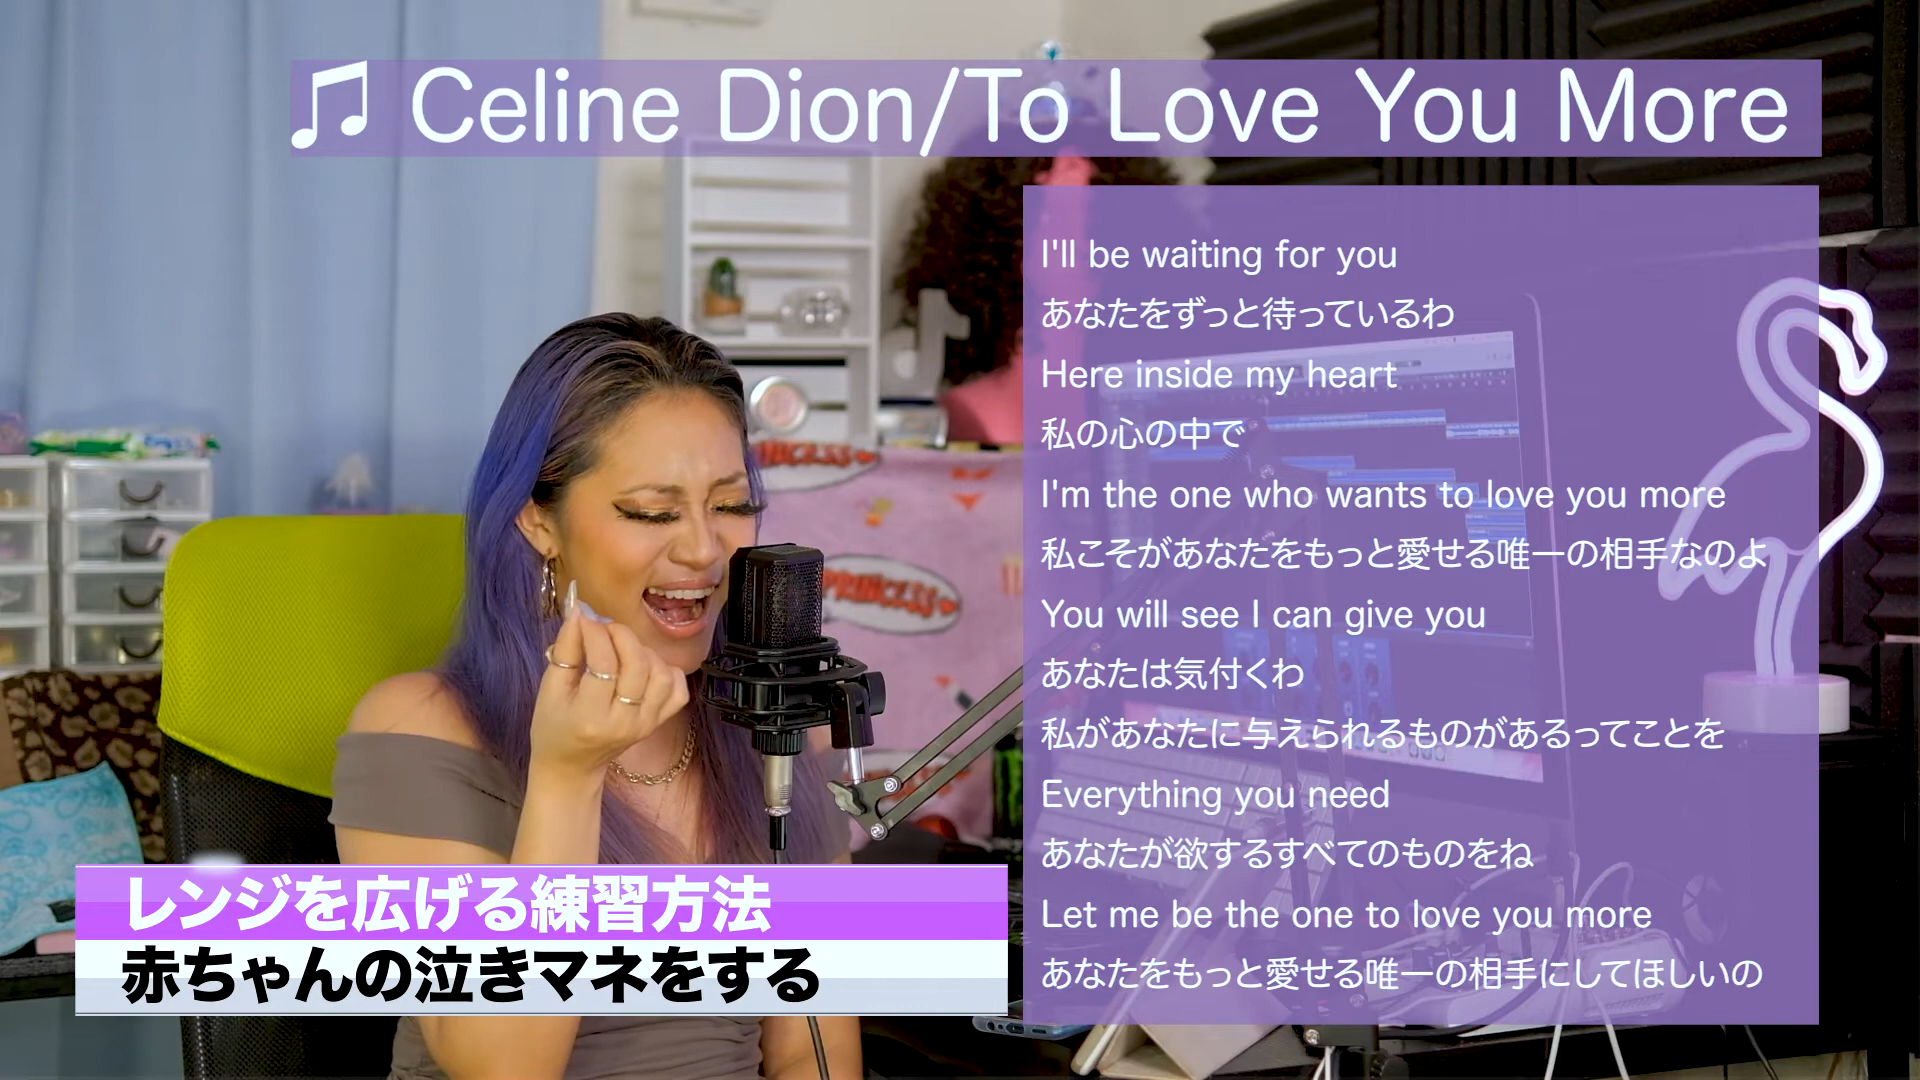 ♫ Celine Dion/To Love You More
I'll be waiting for you
あなたをずっと待っているわ
Here inside my heart
私の心の中で
I'm the one who wants to love you more
私こそがあなたをもっと愛せる唯一の相手なのよ
You will see I can give you
あなたは気付くわ
私があなたに与えられるものがあるってことを
Everything you need
あなたが欲するすべてのものをね
Let me be the one to love you more
あなたをもっと愛せる唯一の相手にしてほしいの
PRINCESS
レンジを広げる練習方法
赤ちゃんの泣きマネをする